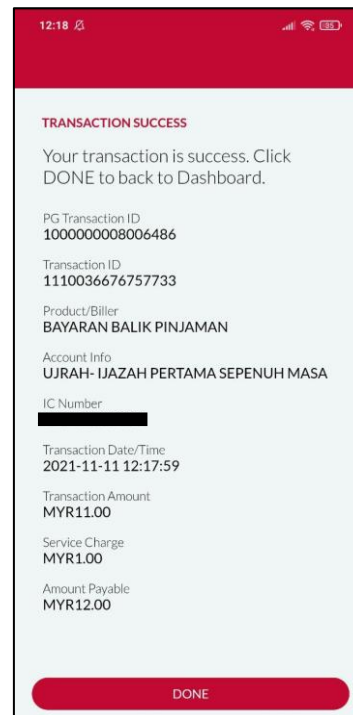 12:18
85
TRANSACTION SUCCESS
Your transaction is success. Click
DONE to back to Dashboard.
PG Transaction ID
1000000008006486
Transaction ID
1110036676757733
Product/Biller
BAYARAN BALIK PINJAMAN
Account Info
UJRAH- IJAZAH PERTAMA SEPENUH MASA
IC Number
Transaction Date/Time
2021-11-11 12:17:59
Transaction Amount
MYR11.00
Service Charge
MYR1.00
Amount Payable
MYR12.00
DONE